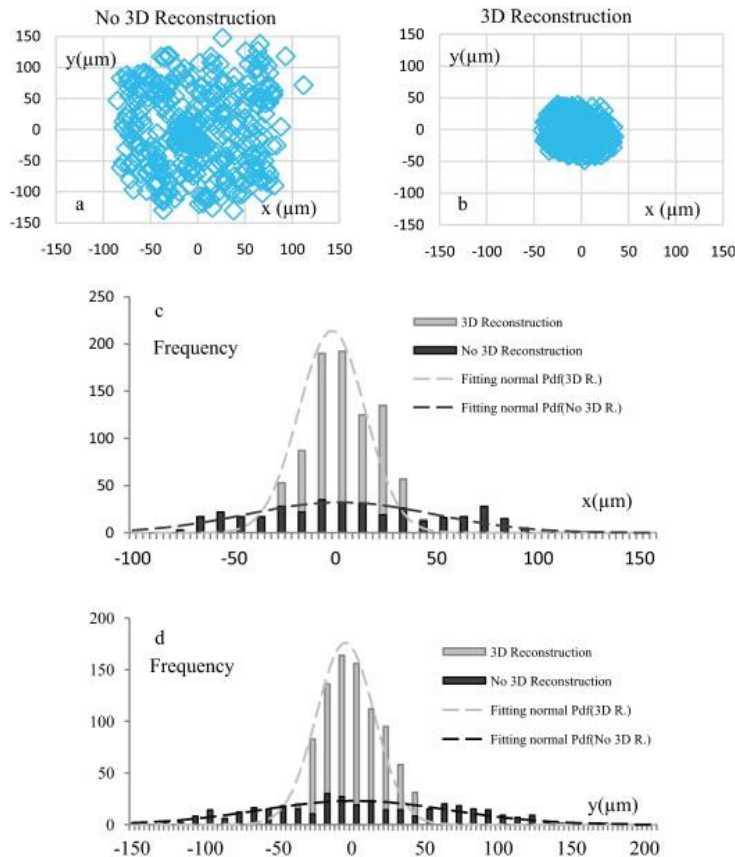 No 3D Reconstruction
150
y(μm)
100
50
0
-50
-100
a
x (μm)
-150
-150 -100 -50 0 50 100 150
3D Reconstruction
150
y(μm)
100
50
0
-50
-100
b
x (μm)
-150
-150 -100 -50 0 50 100 150
250
c
200
Frequency
150
100
50
0
3D Reconstruction
No 3D Reconstruction
Fitting normal Pdf(3D R.)
Fitting normal Pdf(No 3D R.)
x(μm)
-100 -50 0 50 100 150
200
d
Frequency
150
100
50
0
3D Reconstruction
No 3D Reconstruction
Fitting normal Pdf(3D R.)
Fitting normal Pdf(No 3D R.)
y(μm)
-150 -100 -50 0 50 100 150 200